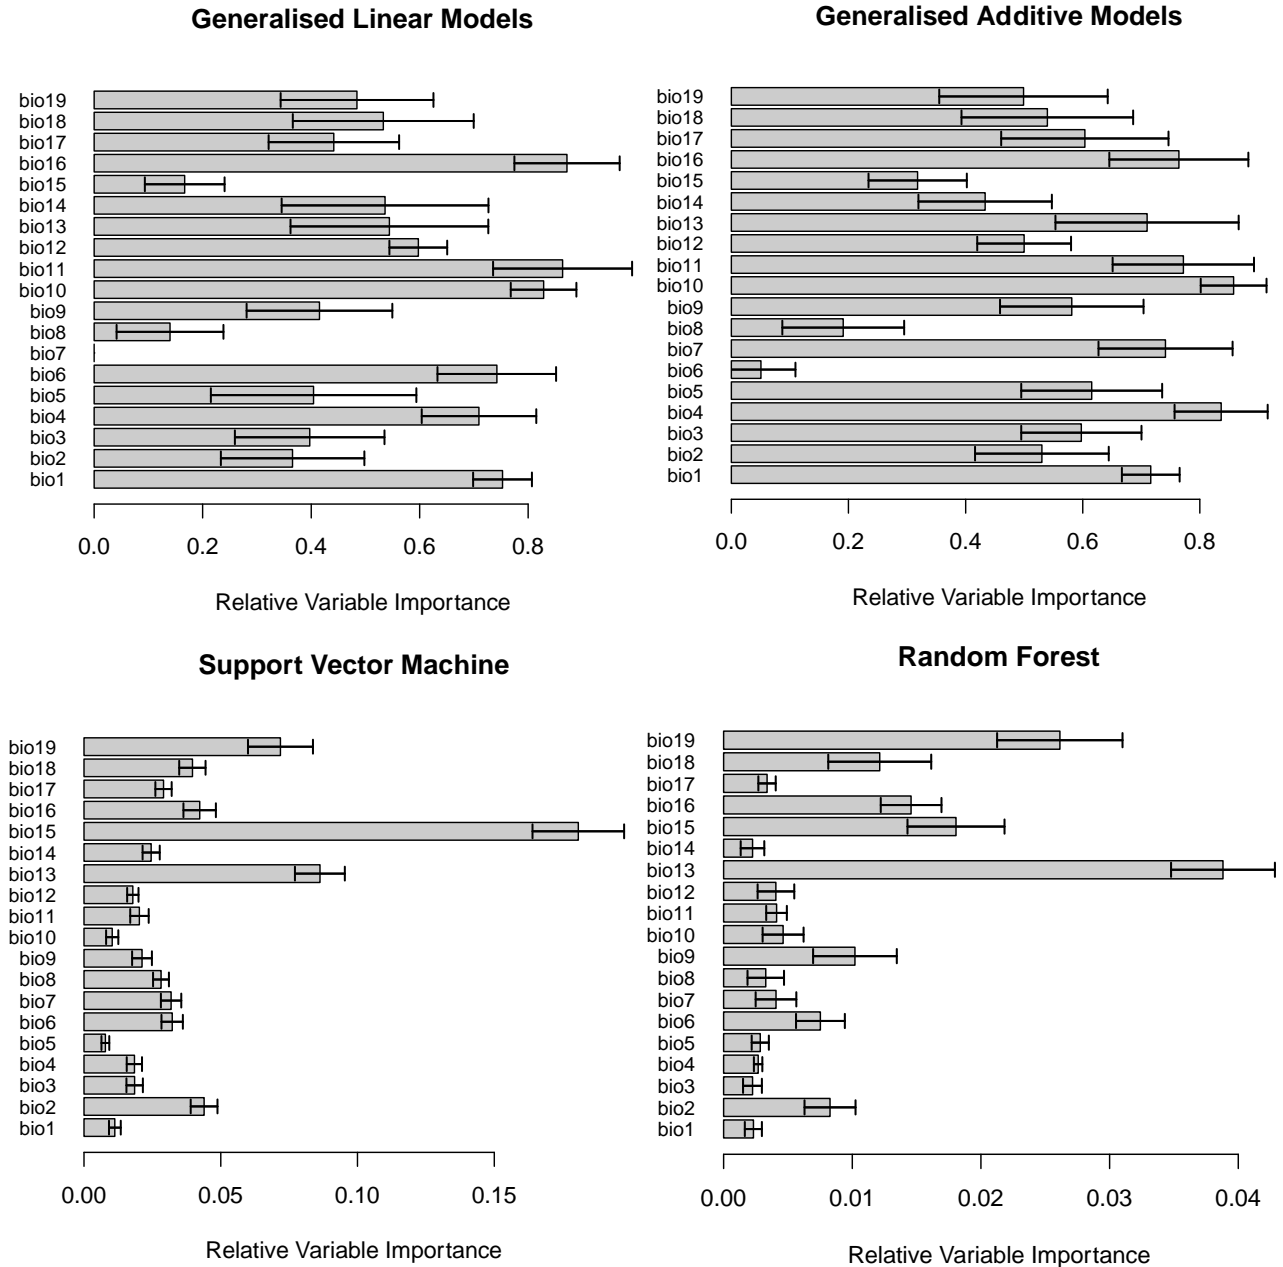 Generalised Linear Models
bio19
bio18
bio17
bio16
bio15
bio14
bio13
bio12
bio11
bio10
bio9
bio8
bio7
bio6
bio5
bio4
bio3
bio2
bio1
0.0 0.2 0.4 0.6 0.8
Relative Variable Importance
Generalised Additive Models
bio19
bio18
bio17
bio16
bio15
bio14
bio13
bio12
bio11
bio10
bio9
bio8
bio7
bio6
bio5
bio4
bio3
bio2
bio1
0.0 0.2 0.4 0.6 0.8
Relative Variable Importance
Support Vector Machine
bio19
bio18
bio17
bio16
bio15
bio14
bio13
bio12
bio11
bio10
bio9
bio8
bio7
bio6
bio5
bio4
bio3
bio2
bio1
0.00 0.05 0.10 0.15
Relative Variable Importance
Random Forest
bio19
bio18
bio17
bio16
bio15
bio14
bio13
bio12
bio11
bio10
bio9
bio8
bio7
bio6
bio5
bio4
bio3
bio2
bio1
0.00 0.01 0.02 0.03 0.04
Relative Variable Importance